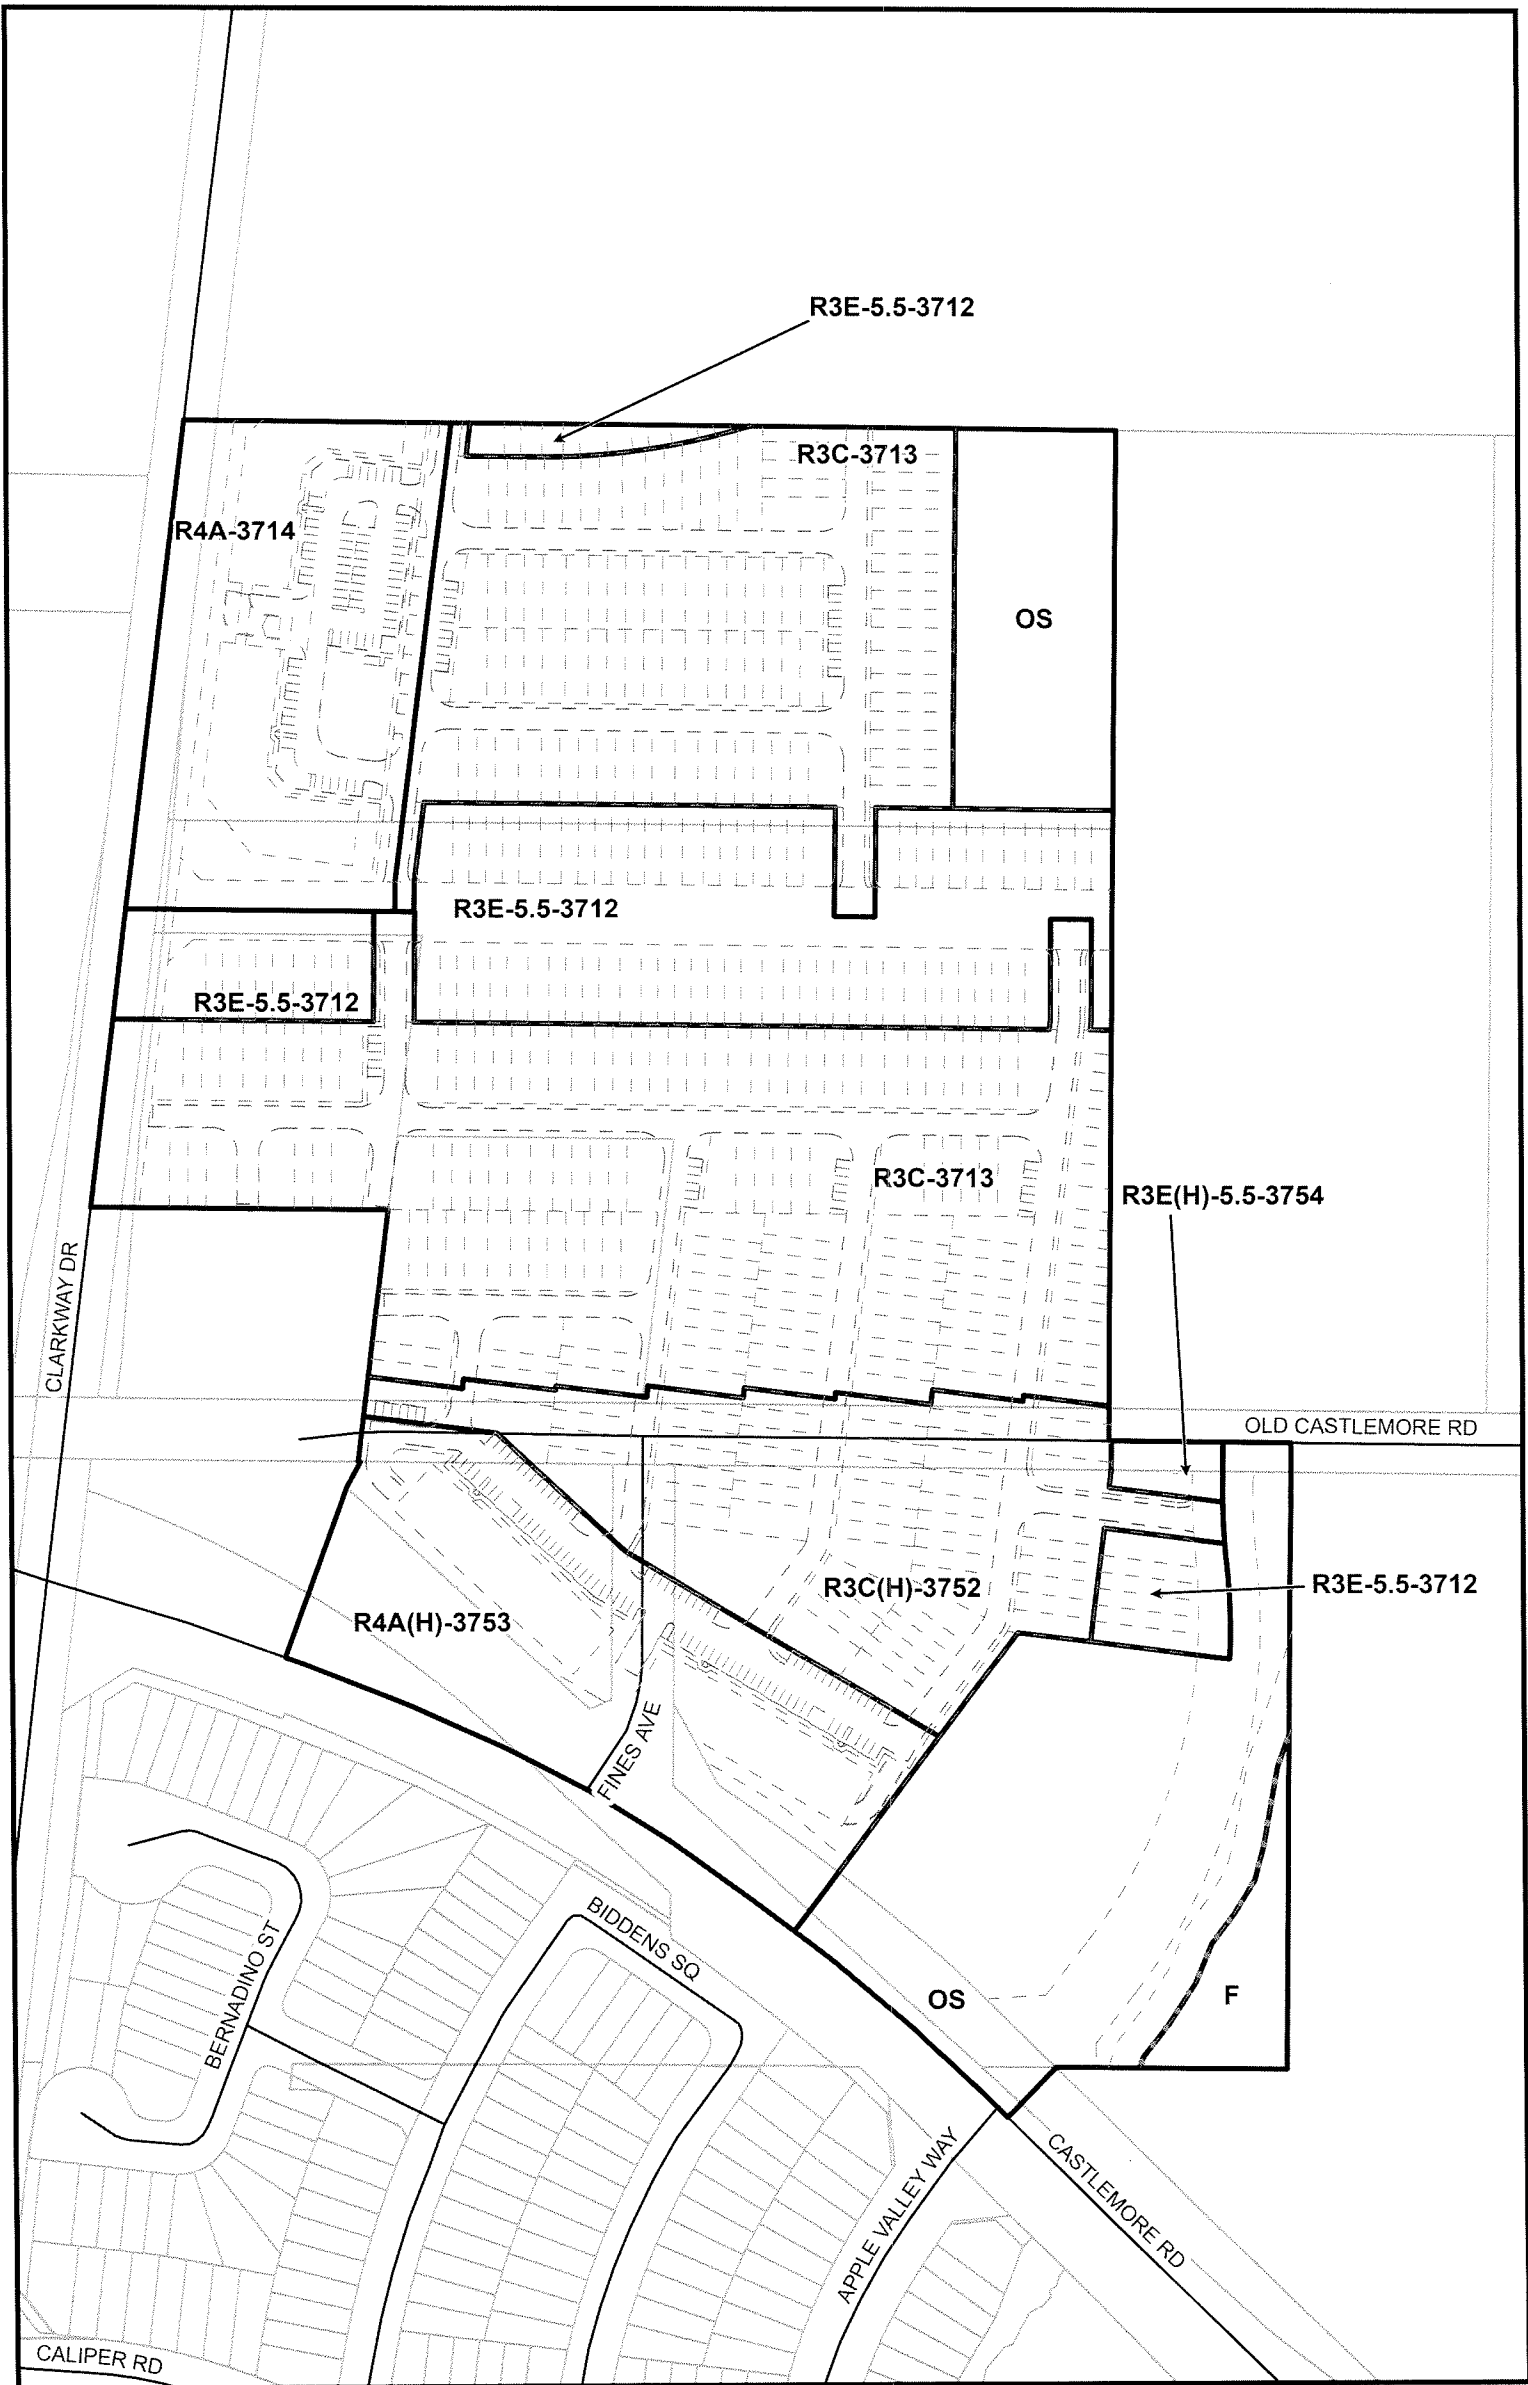 R3E-5.5-3712
R3C-3713
R4A-3714
OS
R3E-5.5-3712
R3E-5.5-3712
R3C-3713
R3E(H)-5.5-3754
CLARKWAY DR
OLD CASTLEMORE RD
R3C(H)-3752
R3E-5.5-3712
R4A(H)-3753
FINES AVE
BIDDENS SQ
BERNADINO ST
OS
F
APPLE VALLEY WAY
CASTLEMORE RD
CALIPER RD